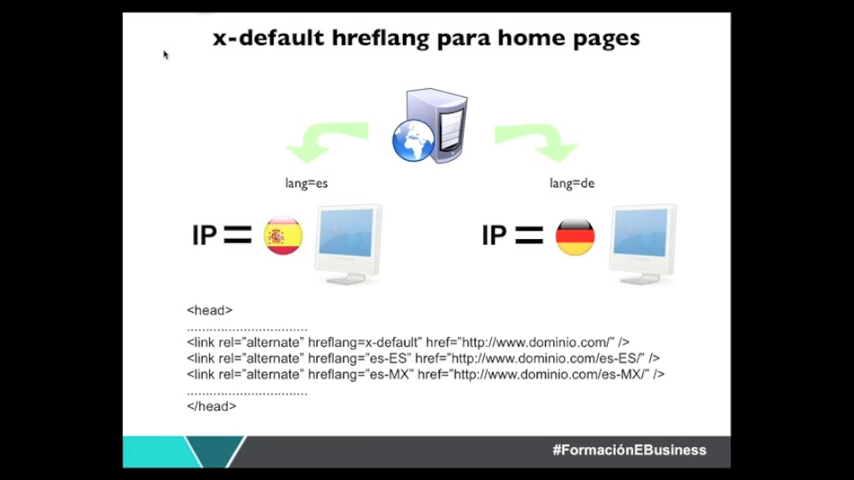 x-default hreflang para home pages
lang=es
lang=de
IP =
IP =
<head>
................................
<link rel="alternate" hreflang=x-default" href="http://www.dominio.com/" />
<link rel="alternate" hreflang="es-ES" href="http://www.dominio.com/es-ES/" />
<link rel="alternate" hreflang="es-MX" href="http://www.dominio.com/es-MX/" />
................................
</head>
#FormaciónEBusiness